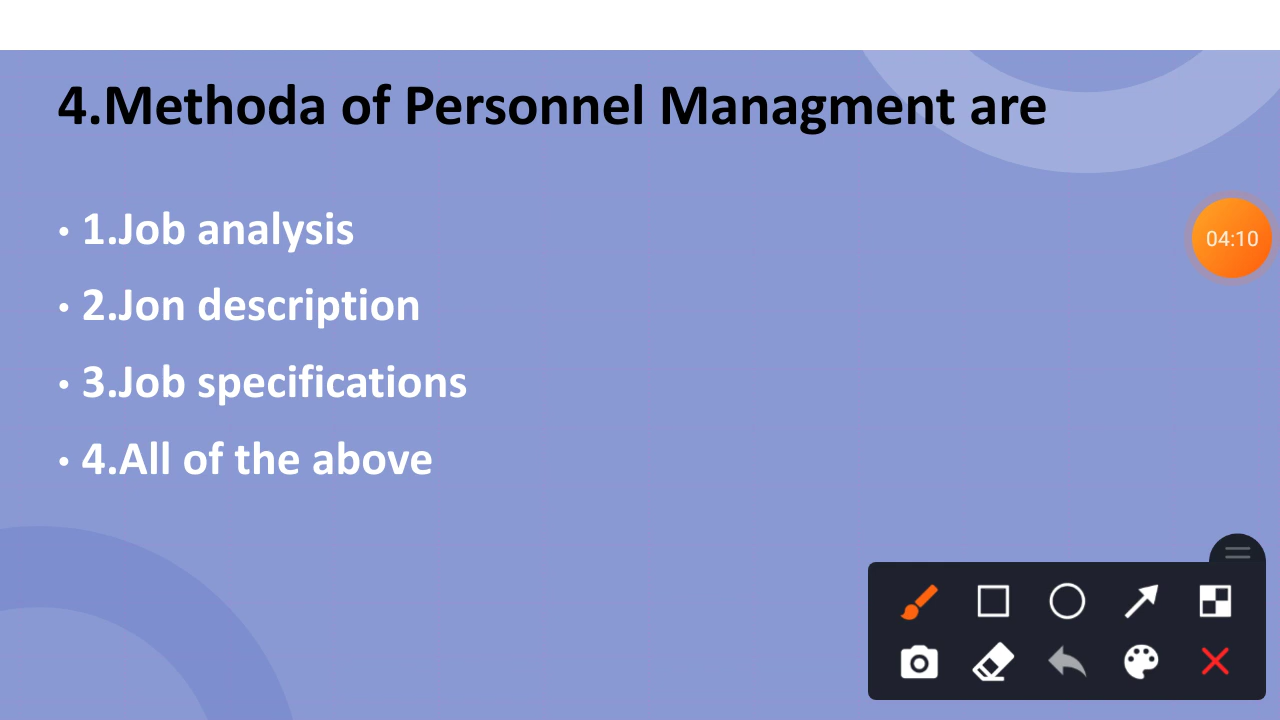 4.Methoda of Personnel Managment are
• 1.Job analysis
04:10
• 2.Jon description
• 3.Job specifications
• 4.All of the above